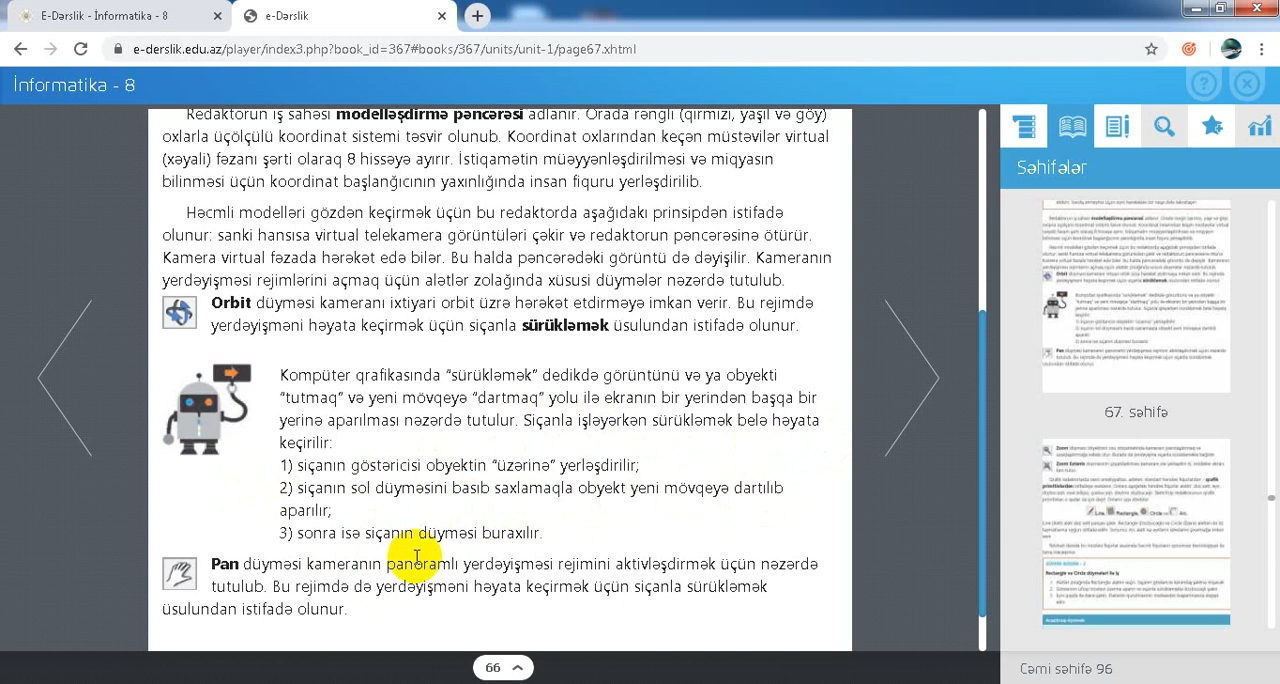 E-Dərslik - İnformatika - 8
e-Dərslik
e-derslik.edu.az/player/index3.php?book_id=367#books/367/units/unit-1/page67.xhtml
İnformatika - 8
Redaktorun iş sahəsi modelləşdirmə pəncərəsi adlanır. Orada rəngli (qırmızı, yaşıl və göy)
oxlarla üçölçülü koordinat sistemi təsvir olunub. Koordinat oxlarından keçən müstəvilər virtual
(xəyali) fəzanı şərti olaraq 8 hissəyə ayırır. İstiqamətin müəyyənləşdirilməsi və miqyasın
bilinməsi üçün koordinat başlanğıcının yaxınlığında insan fiquru yerləşdirilib.
Həcmli modelləri gözdən keçirmək üçün bu redaktorda aşağıdakı prinsipdən istifadə
olunur: sanki hansısa virtual videokamera görünüşləri çəkir və redaktorun pəncərəsinə ötürür.
Kamera virtual fəzada hərəkət edə bilər. Bu halda pəncərədəki görüntü də dəyişilir. Kameranın
yerdəyişməsi rejimlərini açmaq üçün alətlər panelində xüsusi düymələr nəzərdə tutulub.
Orbit düyməsi kameranı ixtiyari orbit üzrə hərəkət etdirməyə imkan verir. Bu rejimdə
yerdəyişməni həyata keçirmək üçün siçanla sürükləmək üsulundan istifadə olunur.
Kompüter qrafikasında “sürükləmək” dedikdə görüntünü və ya obyekti
“tutmaq” və yeni mövqeyə “dartmaq” yolu ilə ekranın bir yerindən başqa bir
yerinə aparılması nəzərdə tutulur. Siçanla işləyərkən sürükləmək belə həyata
keçirilir:
1) siçanın göstəricisi obyektin “üzərinə” yerləşdirilir;
2) siçanın sol düyməsini basılı saxlamaqla obyekt yeni mövqeyə dartılıb
aparılır;
3) sonra isə siçanın düyməsi buraxılır.
Pan düyməsi kameranın panoramlı yerdəyişməsi rejimini aktivləşdirmək üçün nəzərdə
tutulub. Bu rejimdə də yerdəyişməni həyata keçirmək üçün siçanla sürükləmək
üsulundan istifadə olunur.
66
Səhifələr
67. səhifə
Cəmi səhifə 96